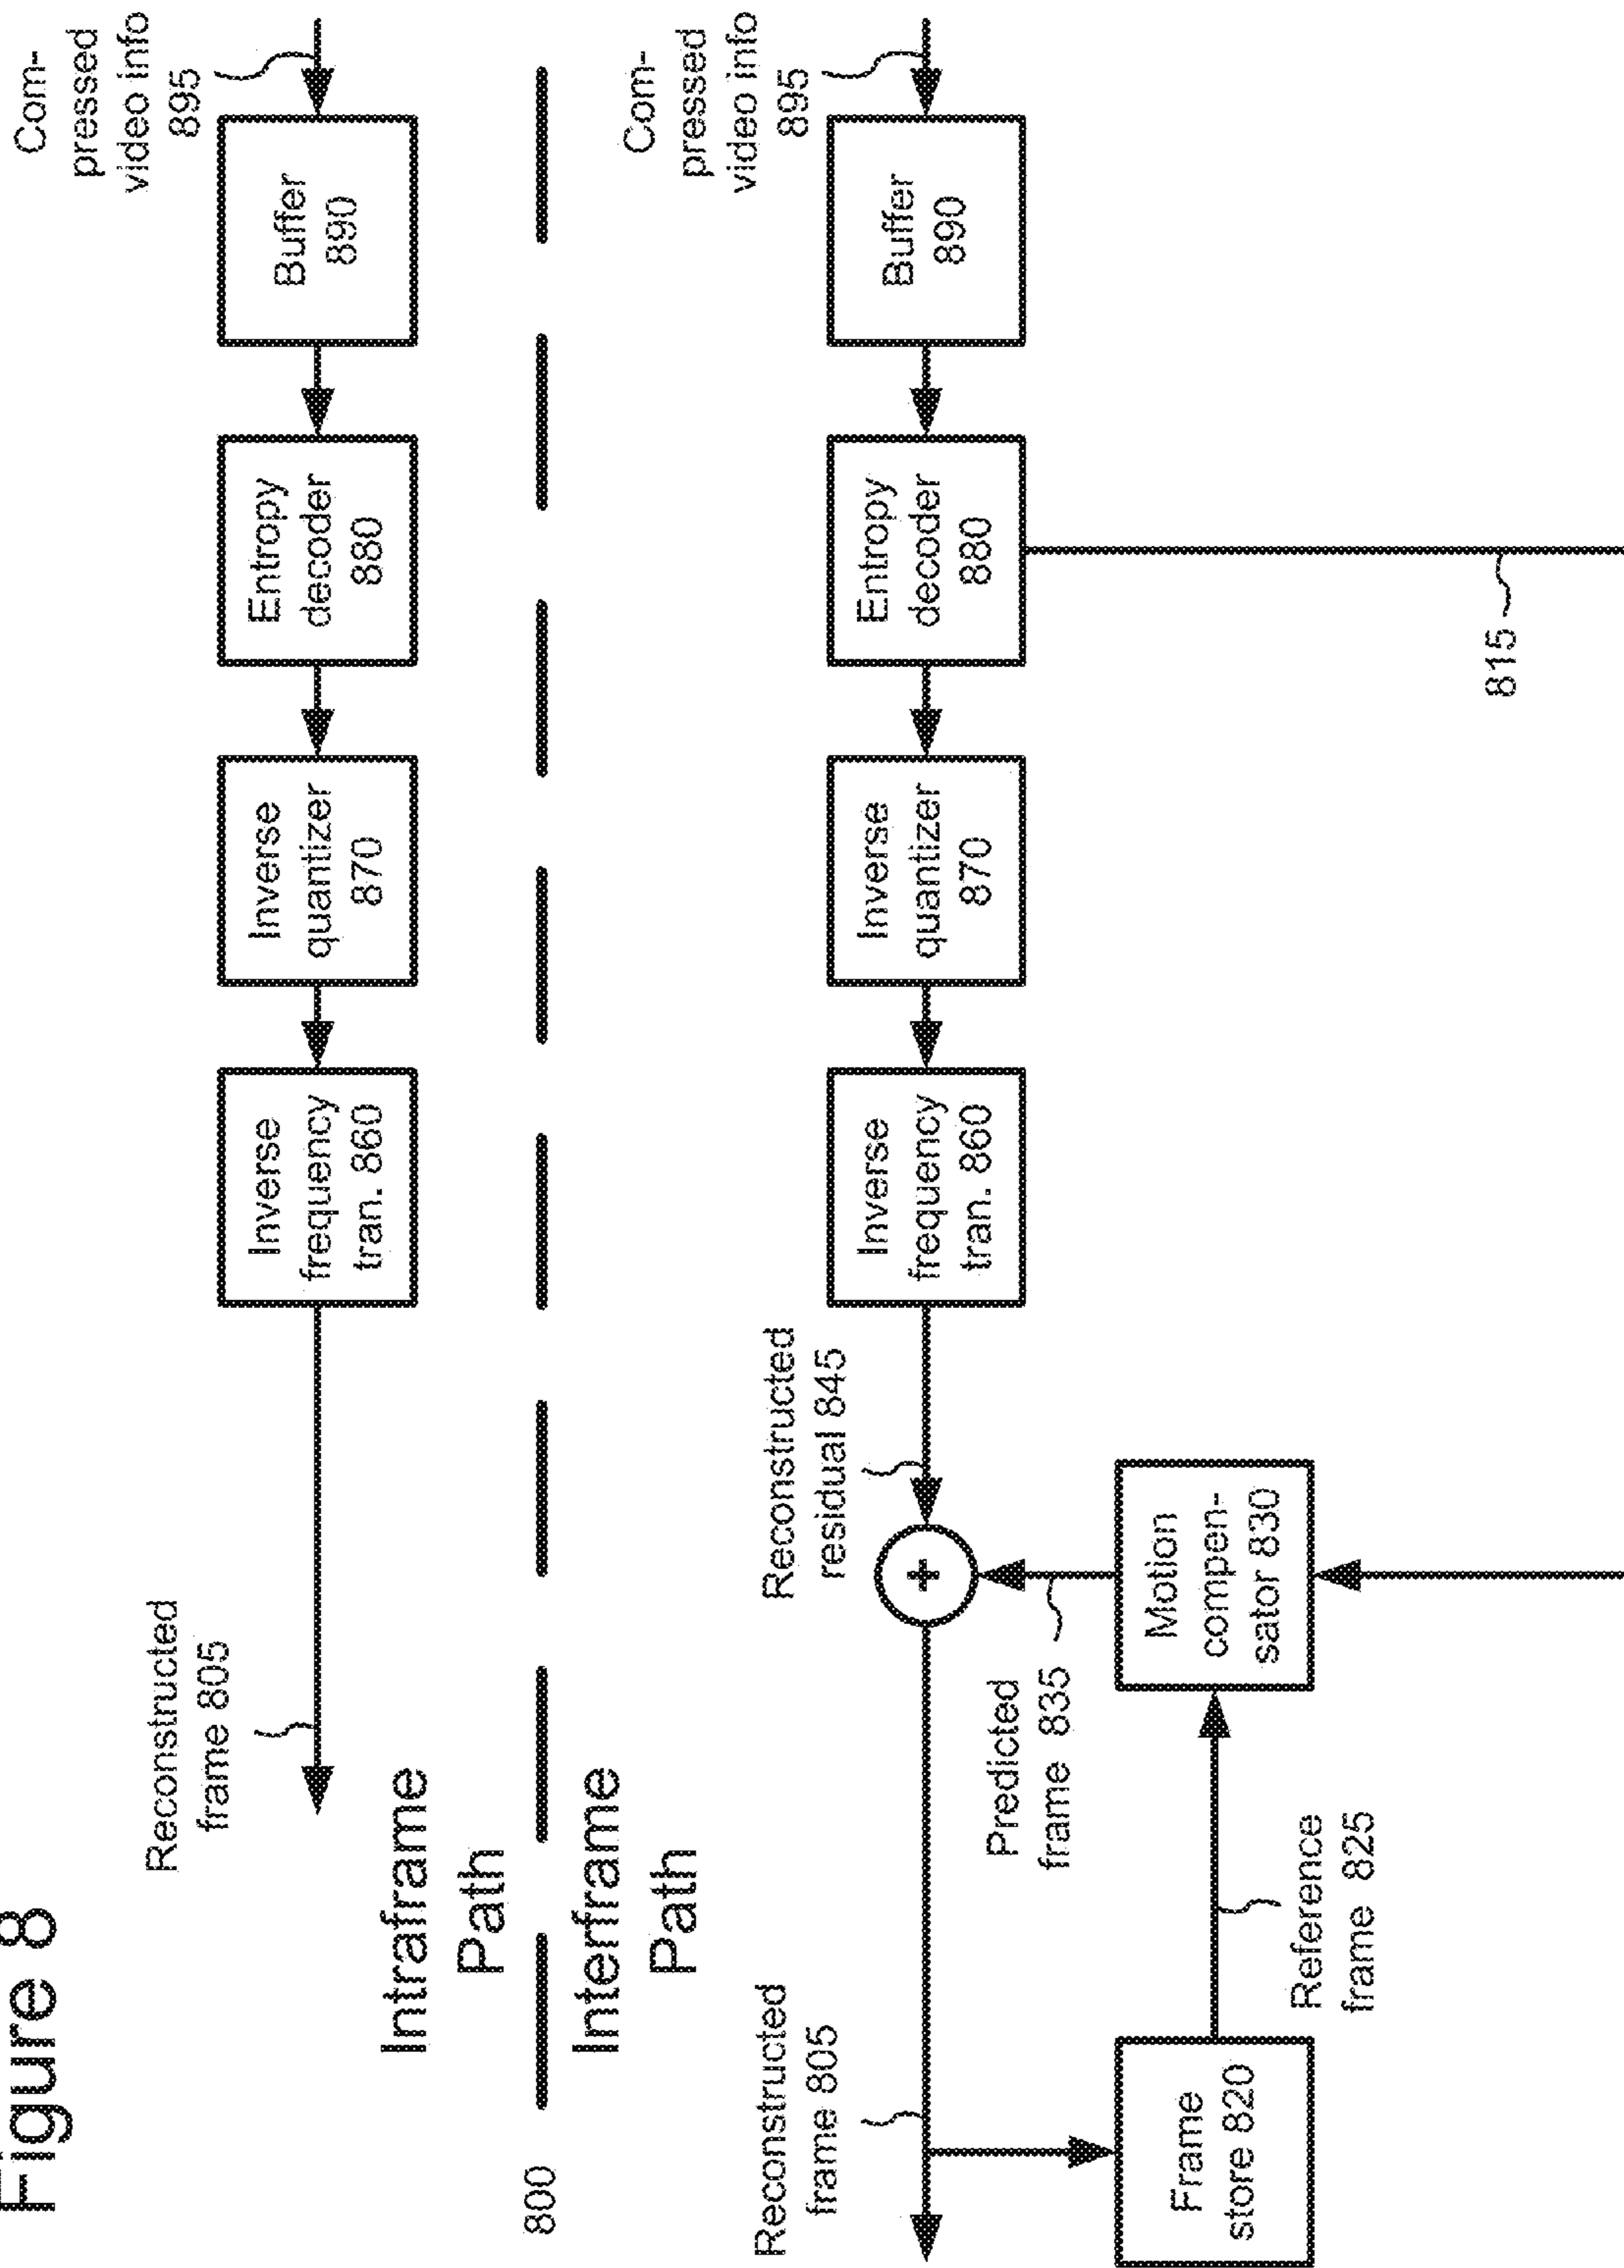 Figure 8
Reconstructed
frame 805
Inverse
frequency
tran. 860
Inverse
quantizer
870
Entropy
decoder
880
Buffer
890
Com-
pressed
video info
895
Intraframe
Path
800
Interframe
Path
Reconstructed
frame 805
Reconstructed
residual 845
Inverse
frequency
tran. 860
Inverse
quantizer
870
Entropy
decoder
880
Buffer
890
Com-
pressed
video info
895
Predicted
frame 835
Frame
store 820
Reference
frame 825
Motion
compen-
sator 830
815